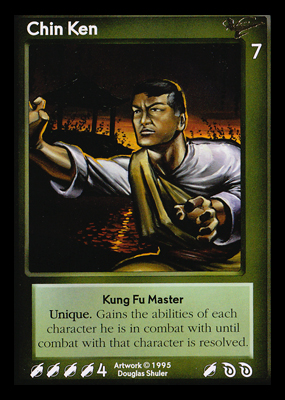 Chin Ken
7
Kung Fu Master
Unique. Gains the abilities of each
character he is in combat with until
combat with that character is resolved.
4
Artwork © 1995
Douglas Shuler